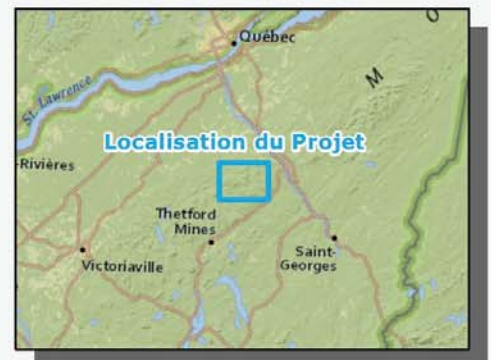 Québec
O
M
St. Lawrence
Localisation du Projet
-Rivières
Thetford
Mines
Saint-
Georges
Victoriaville